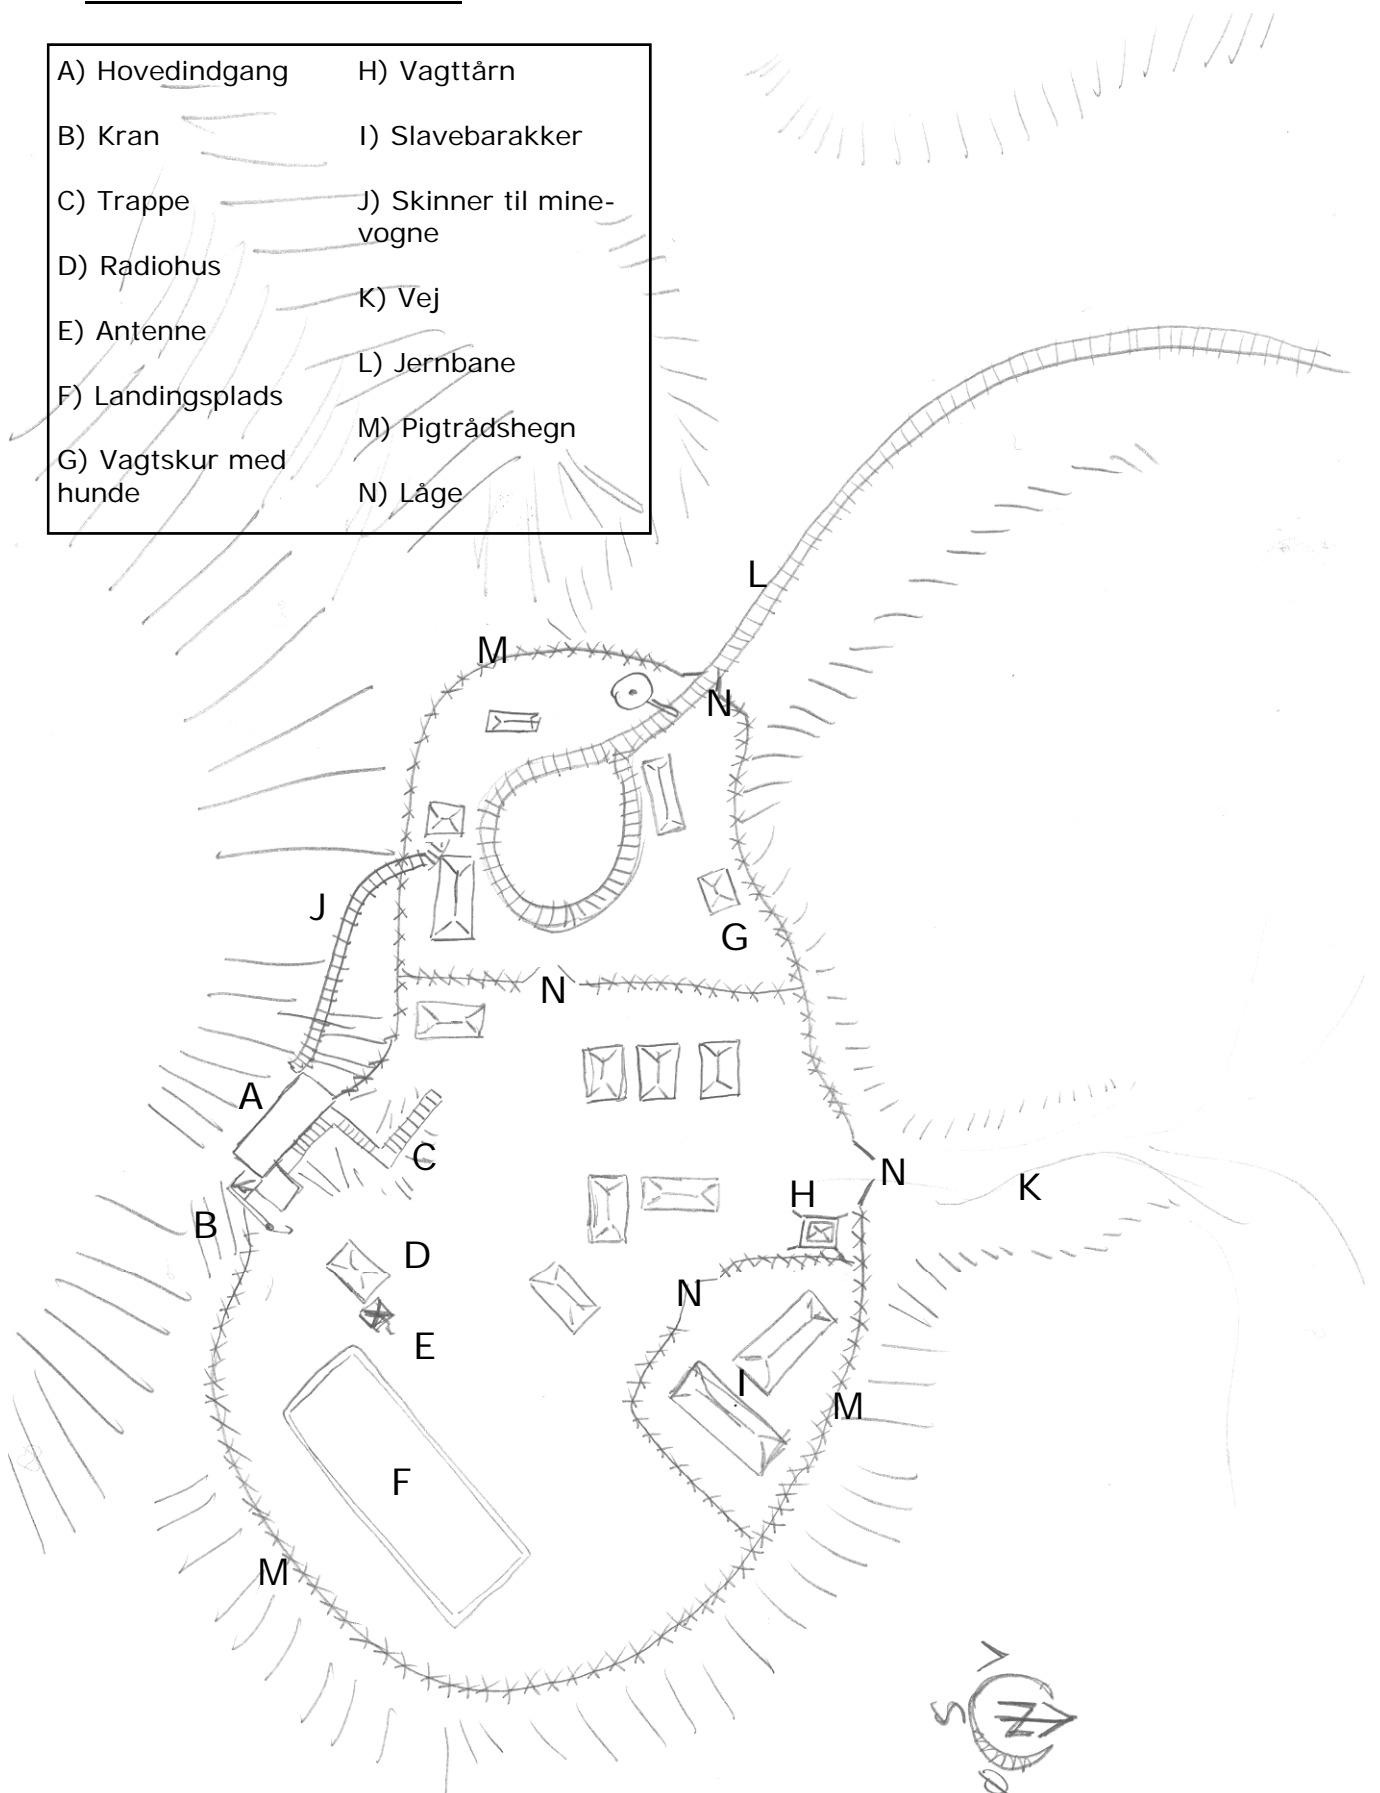 A) Hovedindgang
B) Kran
C) Trappe
D) Radiohus
E) Antenne
F) Landingsplads
G) Vagtskur med
hunde
H) Vagttårn
I) Slavebarakker
J) Skinner til mine-
vogne
K) Vej
L) Jernbane
M) Pigtrådshegn
N) Låge
L
M
N
J
G
N
A
C
N
K
H
B
D
N
E
I
M
F
M
V
S
N
Ø